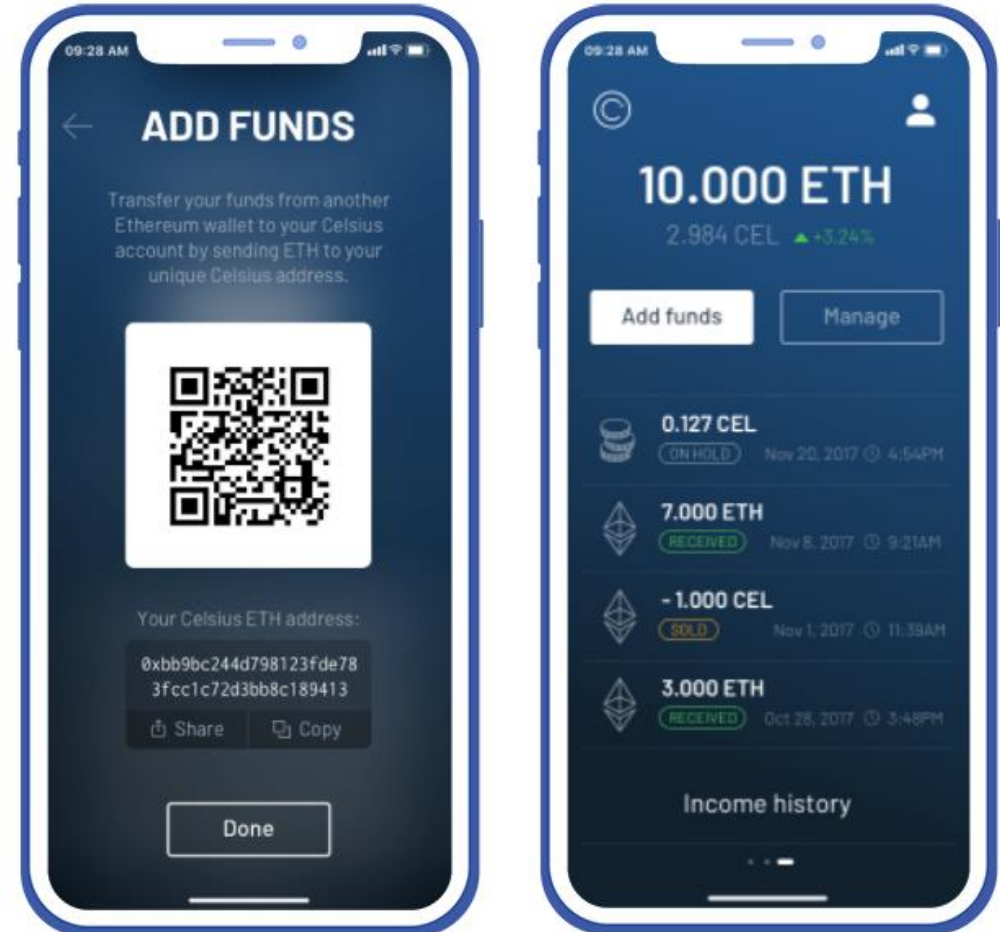 09:28 AM
ADD FUNDS
Transfer your funds from another
Ethereum wallet to your Celsius
account by sending ETH to your
unique Celsius address.
Your Celsius ETH address:
0xbb9bc244d798123fde78
3fcc1c72d3bb8c189413
Share
Copy
Done
09:28 AM
10.000 ETH
2.984 CEL ▲ +3.24%
Add funds
Manage
0.127 CEL
ON HOLD Nov 20, 2017 4:54PM
7.000 ETH
RECEIVED Nov 8, 2017 9:21AM
- 1.000 CEL
SOLD Nov 1, 2017 11:39AM
3.000 ETH
RECEIVED Oct 28, 2017 3:48PM
Income history